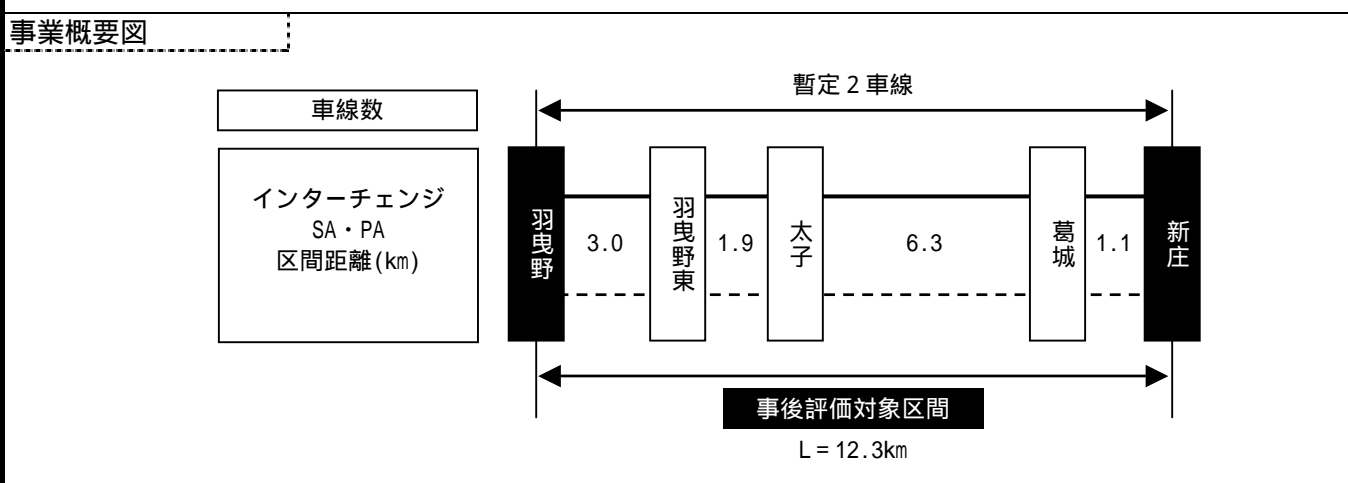 事業概要図
暫定2車線
車線数
インターチェンジ
SA・PA
区間距離(km)
羽曳野
3.0
羽曳野東
1.9
太子
6.3
葛城
1.1
新庄
事後評価対象区間
L=12.3km